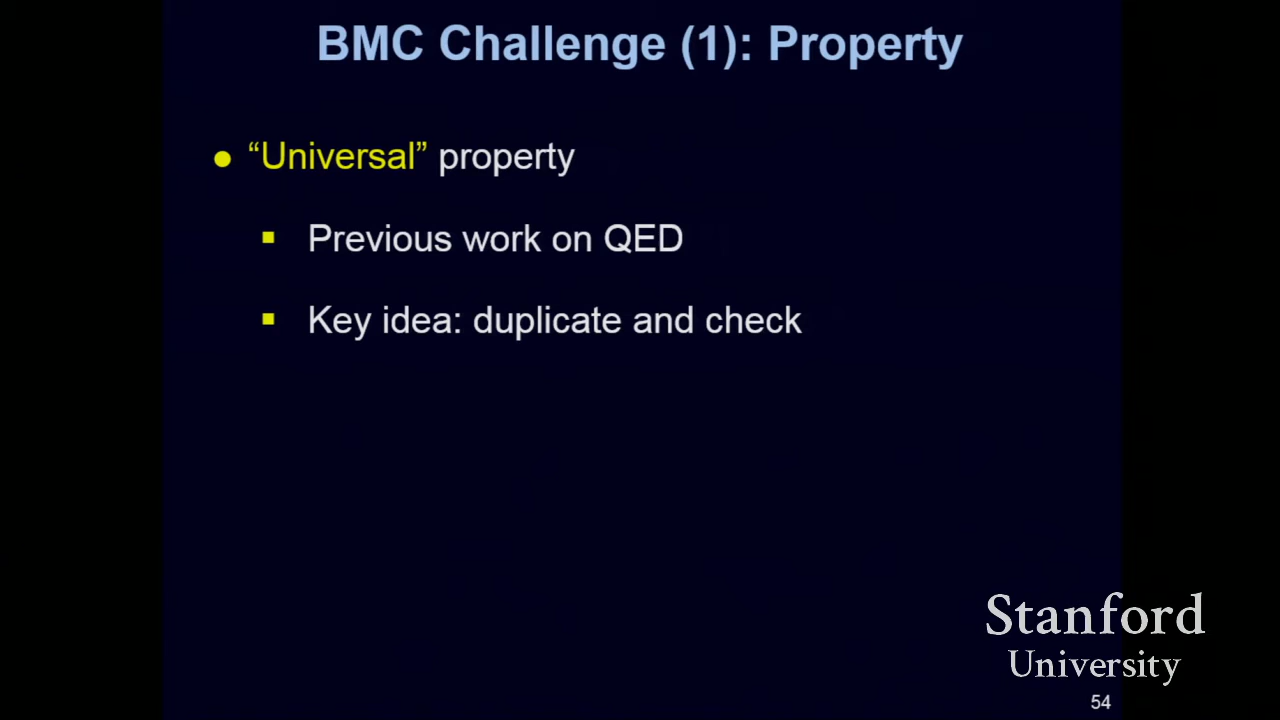 BMC Challenge (1): Property
● “Universal” property
▪ Previous work on QED
▪ Key idea: duplicate and check
Stanford
University
54